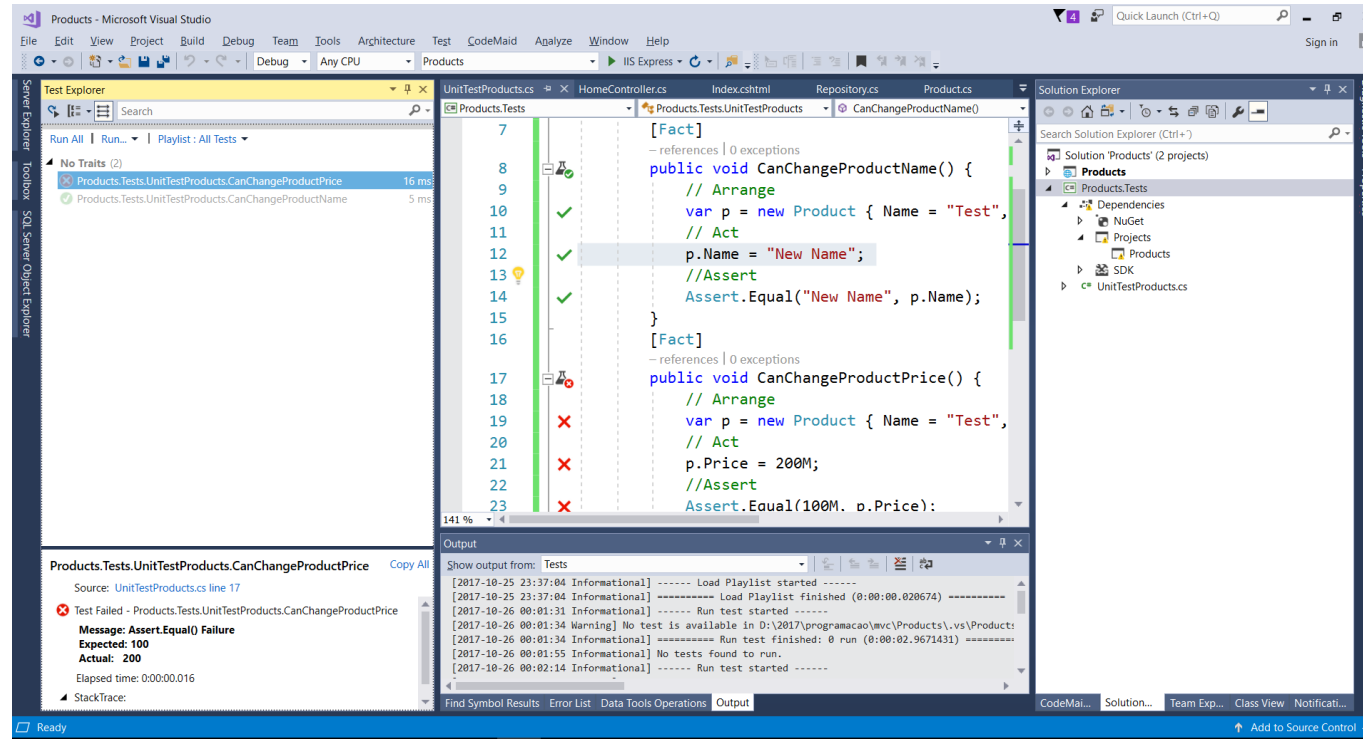 Products - Microsoft Visual Studio
4
Quick Launch (Ctrl+Q)
File Edit View Project Build Debug Team Tools Architecture Test CodeMaid Analyze Window Help
Sign in
Debug Any CPU Products IIS Express
Server Explorer
Toolbox
SQL Server Object Explorer
Test Explorer
Search
Run All | Run... | Playlist : All Tests
No Traits (2)
Products.Tests.UnitTestProducts.CanChangeProductPrice 16 ms
Products.Tests.UnitTestProducts.CanChangeProductName 5 ms
Products.Tests.UnitTestProducts.CanChangeProductPrice Copy All
Source: UnitTestProducts.cs line 17
Test Failed - Products.Tests.UnitTestProducts.CanChangeProductPrice
Message: Assert.Equal() Failure
Expected: 100
Actual: 200
Elapsed time: 0:00:00.016
StackTrace:
UnitTestProducts.cs HomeController.cs Index.cshtml Repository.cs Product.cs
Products.Tests Products.Tests.UnitTestProducts CanChangeProductName()
7 [Fact]
– references | 0 exceptions
8 public void CanChangeProductName() {
9 // Arrange
10 var p = new Product { Name = "Test",
11 // Act
12 p.Name = "New Name";
13 //Assert
14 Assert.Equal("New Name", p.Name);
15 }
16 [Fact]
– references | 0 exceptions
17 public void CanChangeProductPrice() {
18 // Arrange
19 var p = new Product { Name = "Test",
20 // Act
21 p.Price = 200M;
22 //Assert
23 Assert.Equal(100M, p.Price);
141 %
Output
Show output from: Tests
[2017-10-25 23:37:04 Informational] ------ Load Playlist started ------
[2017-10-25 23:37:04 Informational] ========== Load Playlist finished (0:00:00.020674) ==========
[2017-10-26 00:01:31 Informational] ------ Run test started ------
[2017-10-26 00:01:34 Warning] No test is available in D:\2017\programacao\mvc\Products\.vs\Products
[2017-10-26 00:01:34 Informational] ========== Run test finished: 0 run (0:00:02.9671431) =========
[2017-10-26 00:01:55 Informational] No tests found to run.
[2017-10-26 00:02:14 Informational] ------ Run test started ------
Find Symbol Results Error List Data Tools Operations Output
Solution Explorer
Search Solution Explorer (Ctrl+´)
Solution 'Products' (2 projects)
Products
Products.Tests
Dependencies
NuGet
Projects
Products
SDK
UnitTestProducts.cs
CodeMai... Solution... Team Exp... Class View Notificati...
Ready
Add to Source Control